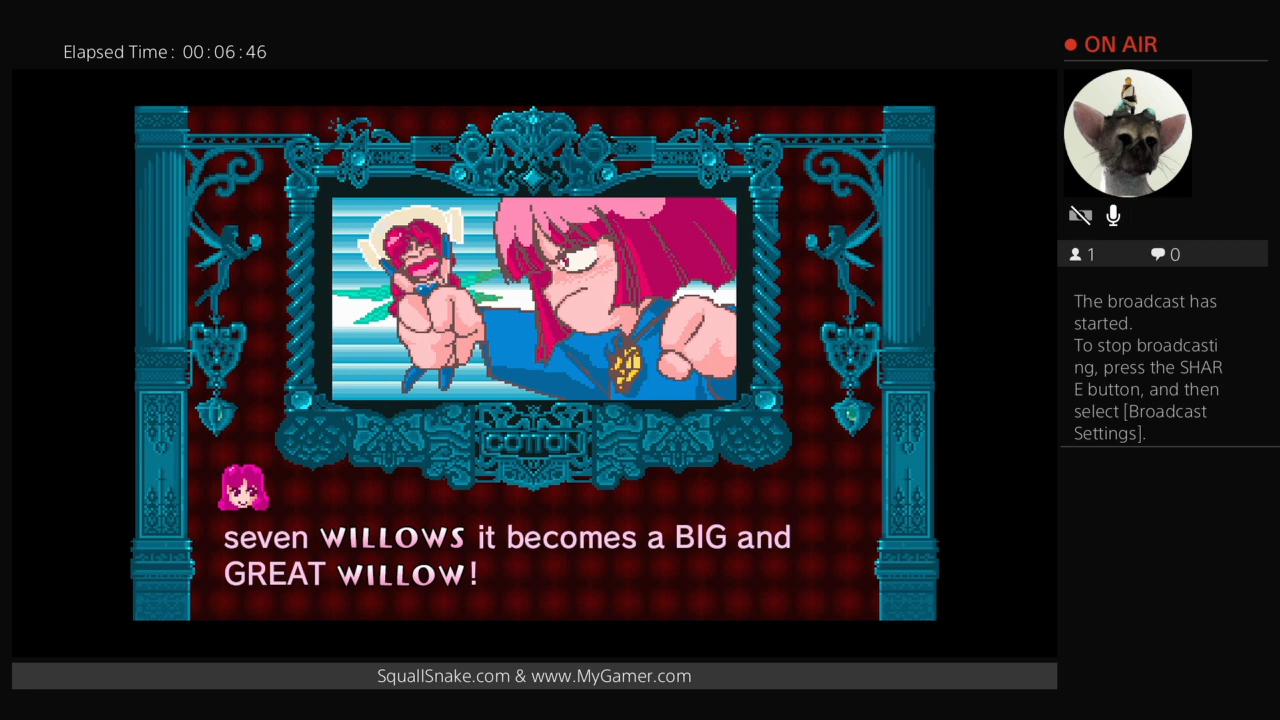 Elapsed Time: 00:06:46
ON AIR
1
0
The broadcast has
started.
To stop broadcasti
ng, press the SHAR
E button, and then
select [Broadcast
Settings].
COTTON
seven WILLOWS it becomes a BIG and
GREAT WILLOW!
SquallSnake.com & www.MyGamer.com